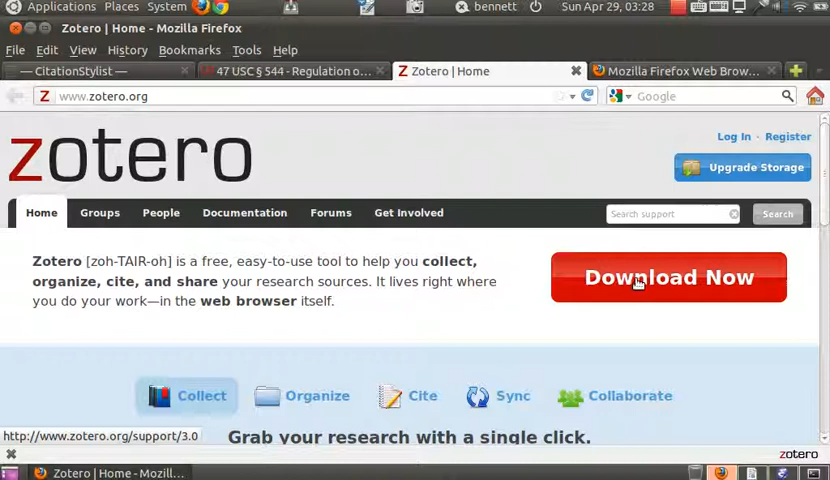 Applications Places System bennett Sun Apr 29, 03:28
Zotero | Home - Mozilla Firefox
File Edit View History Bookmarks Tools Help
— CitationStylist — 47 USC § 544 - Regulation o... Zotero | Home Mozilla Firefox Web Brow...
Z www.zotero.org Google
zotero
Log In Register
Upgrade Storage
Home Groups People Documentation Forums Get Involved Search support Search
Zotero [zoh-TAIR-oh] is a free, easy-to-use tool to help you collect,
organize, cite, and share your research sources. It lives right where
you do your work—in the web browser itself.
Download Now
Collect Organize Cite Sync Collaborate
http://www.zotero.org/support/3.0
Grab your research with a single click.
zotero
Zotero | Home - Mozill...